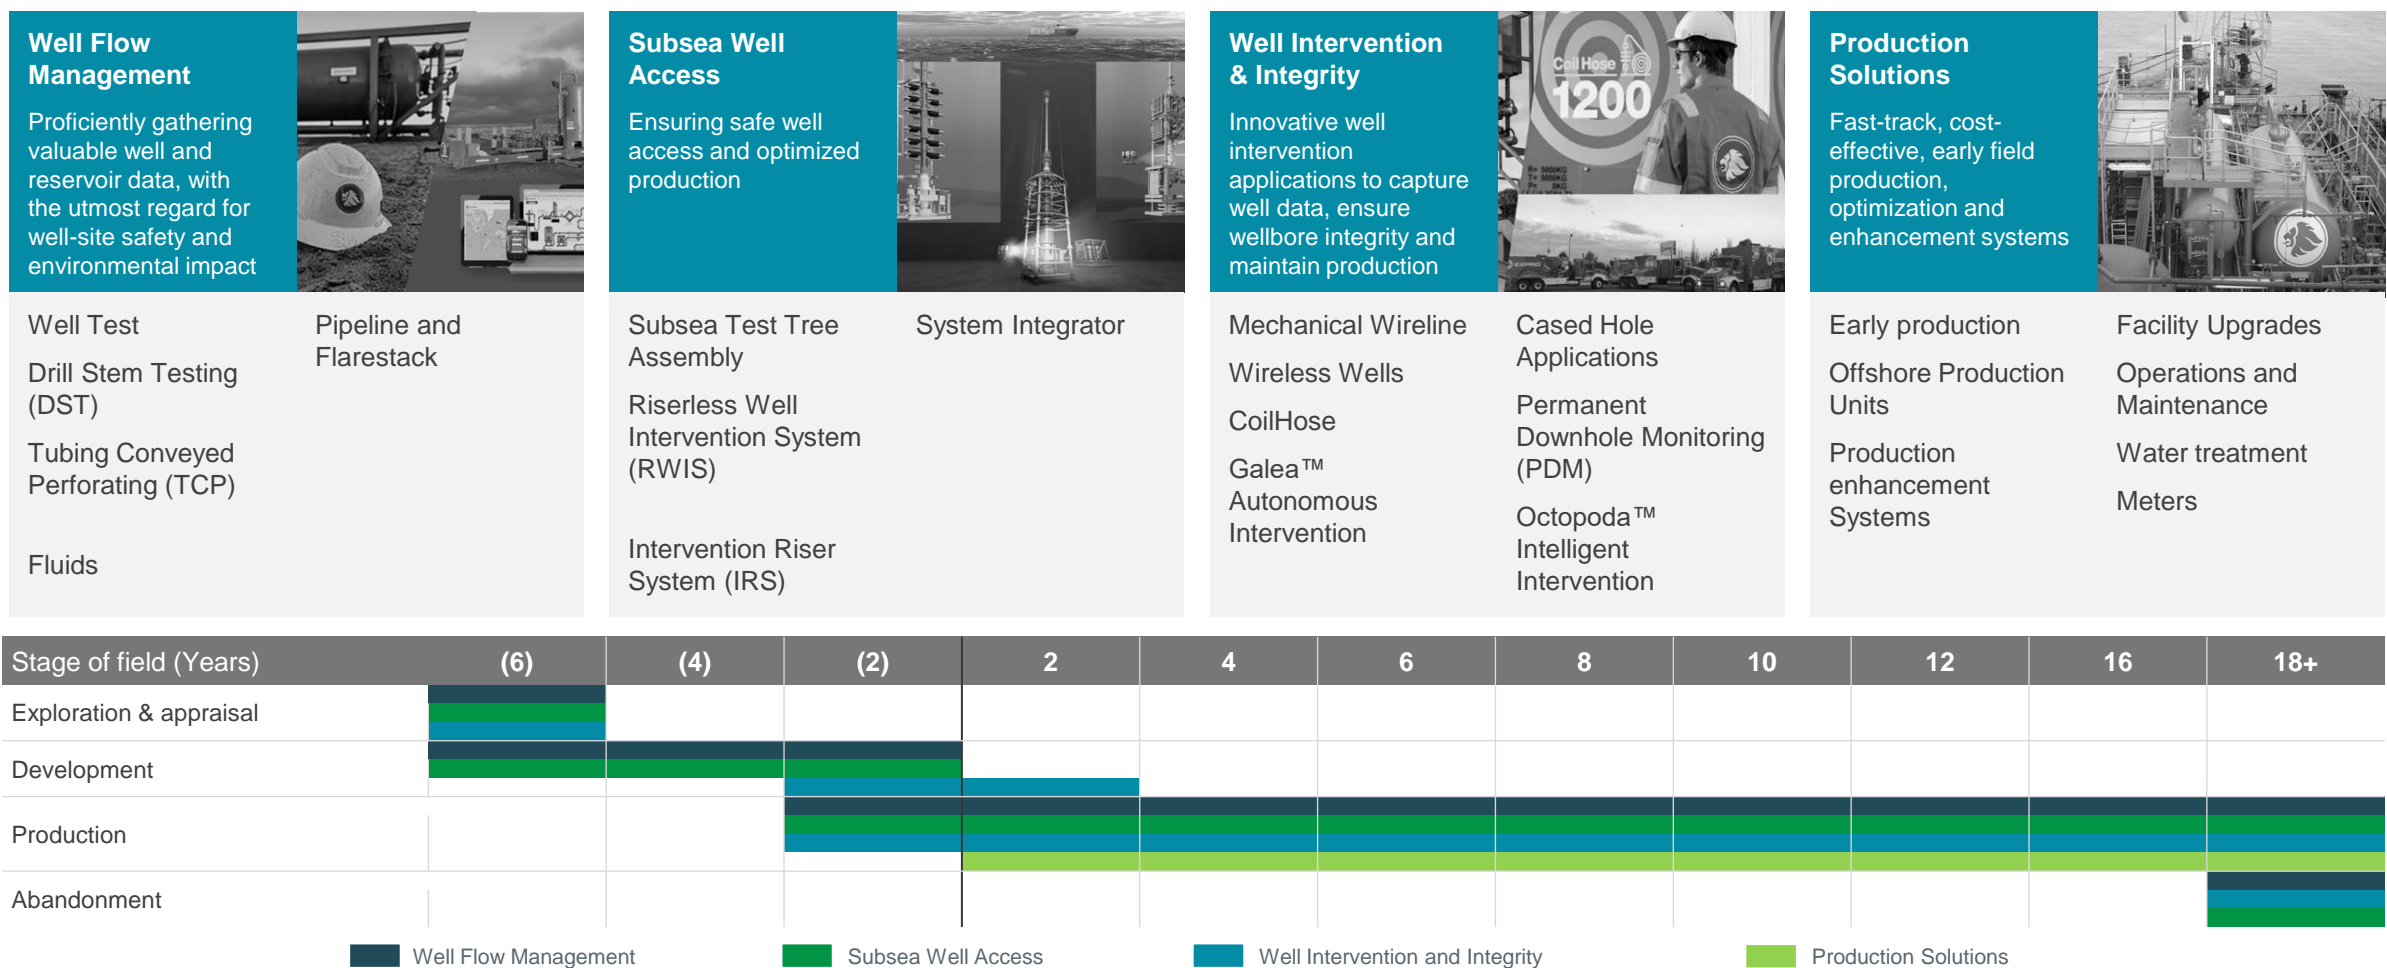 Well Flow
Management
Proficiently gathering
valuable well and
reservoir data, with
the utmost regard for
well-site safety and
environmental impact
Well Test
Drill Stem Testing
(DST)
Tubing Conveyed
Perforating (TCP)
Fluids
Pipeline and
Flarestack
Subsea Well
Access
Ensuring safe well
access and optimized
production
Subsea Test Tree
Assembly
Riserless Well
Intervention System
(RWIS)
Intervention Riser
System (IRS)
System Integrator
Well Intervention
& Integrity
Innovative well
intervention
applications to capture
well data, ensure
wellbore integrity and
maintain production
CoilHose
1200
Mechanical Wireline
Wireless Wells
CoilHose
Galea™
Autonomous
Intervention
Cased Hole
Applications
Permanent
Downhole Monitoring
(PDM)
Octopoda™
Intelligent
Intervention
Production
Solutions
Fast-track, cost-
effective, early field
production,
optimization and
enhancement systems
Early production
Offshore Production
Units
Production
enhancement
Systems
Facility Upgrades
Operations and
Maintenance
Water treatment
Meters
Stage of field (Years) (6) (4) (2) 2 4 6 8 10 12 16 18+
Exploration & appraisal
Development
Production
Abandonment
Well Flow Management Subsea Well Access Well Intervention and Integrity Production Solutions